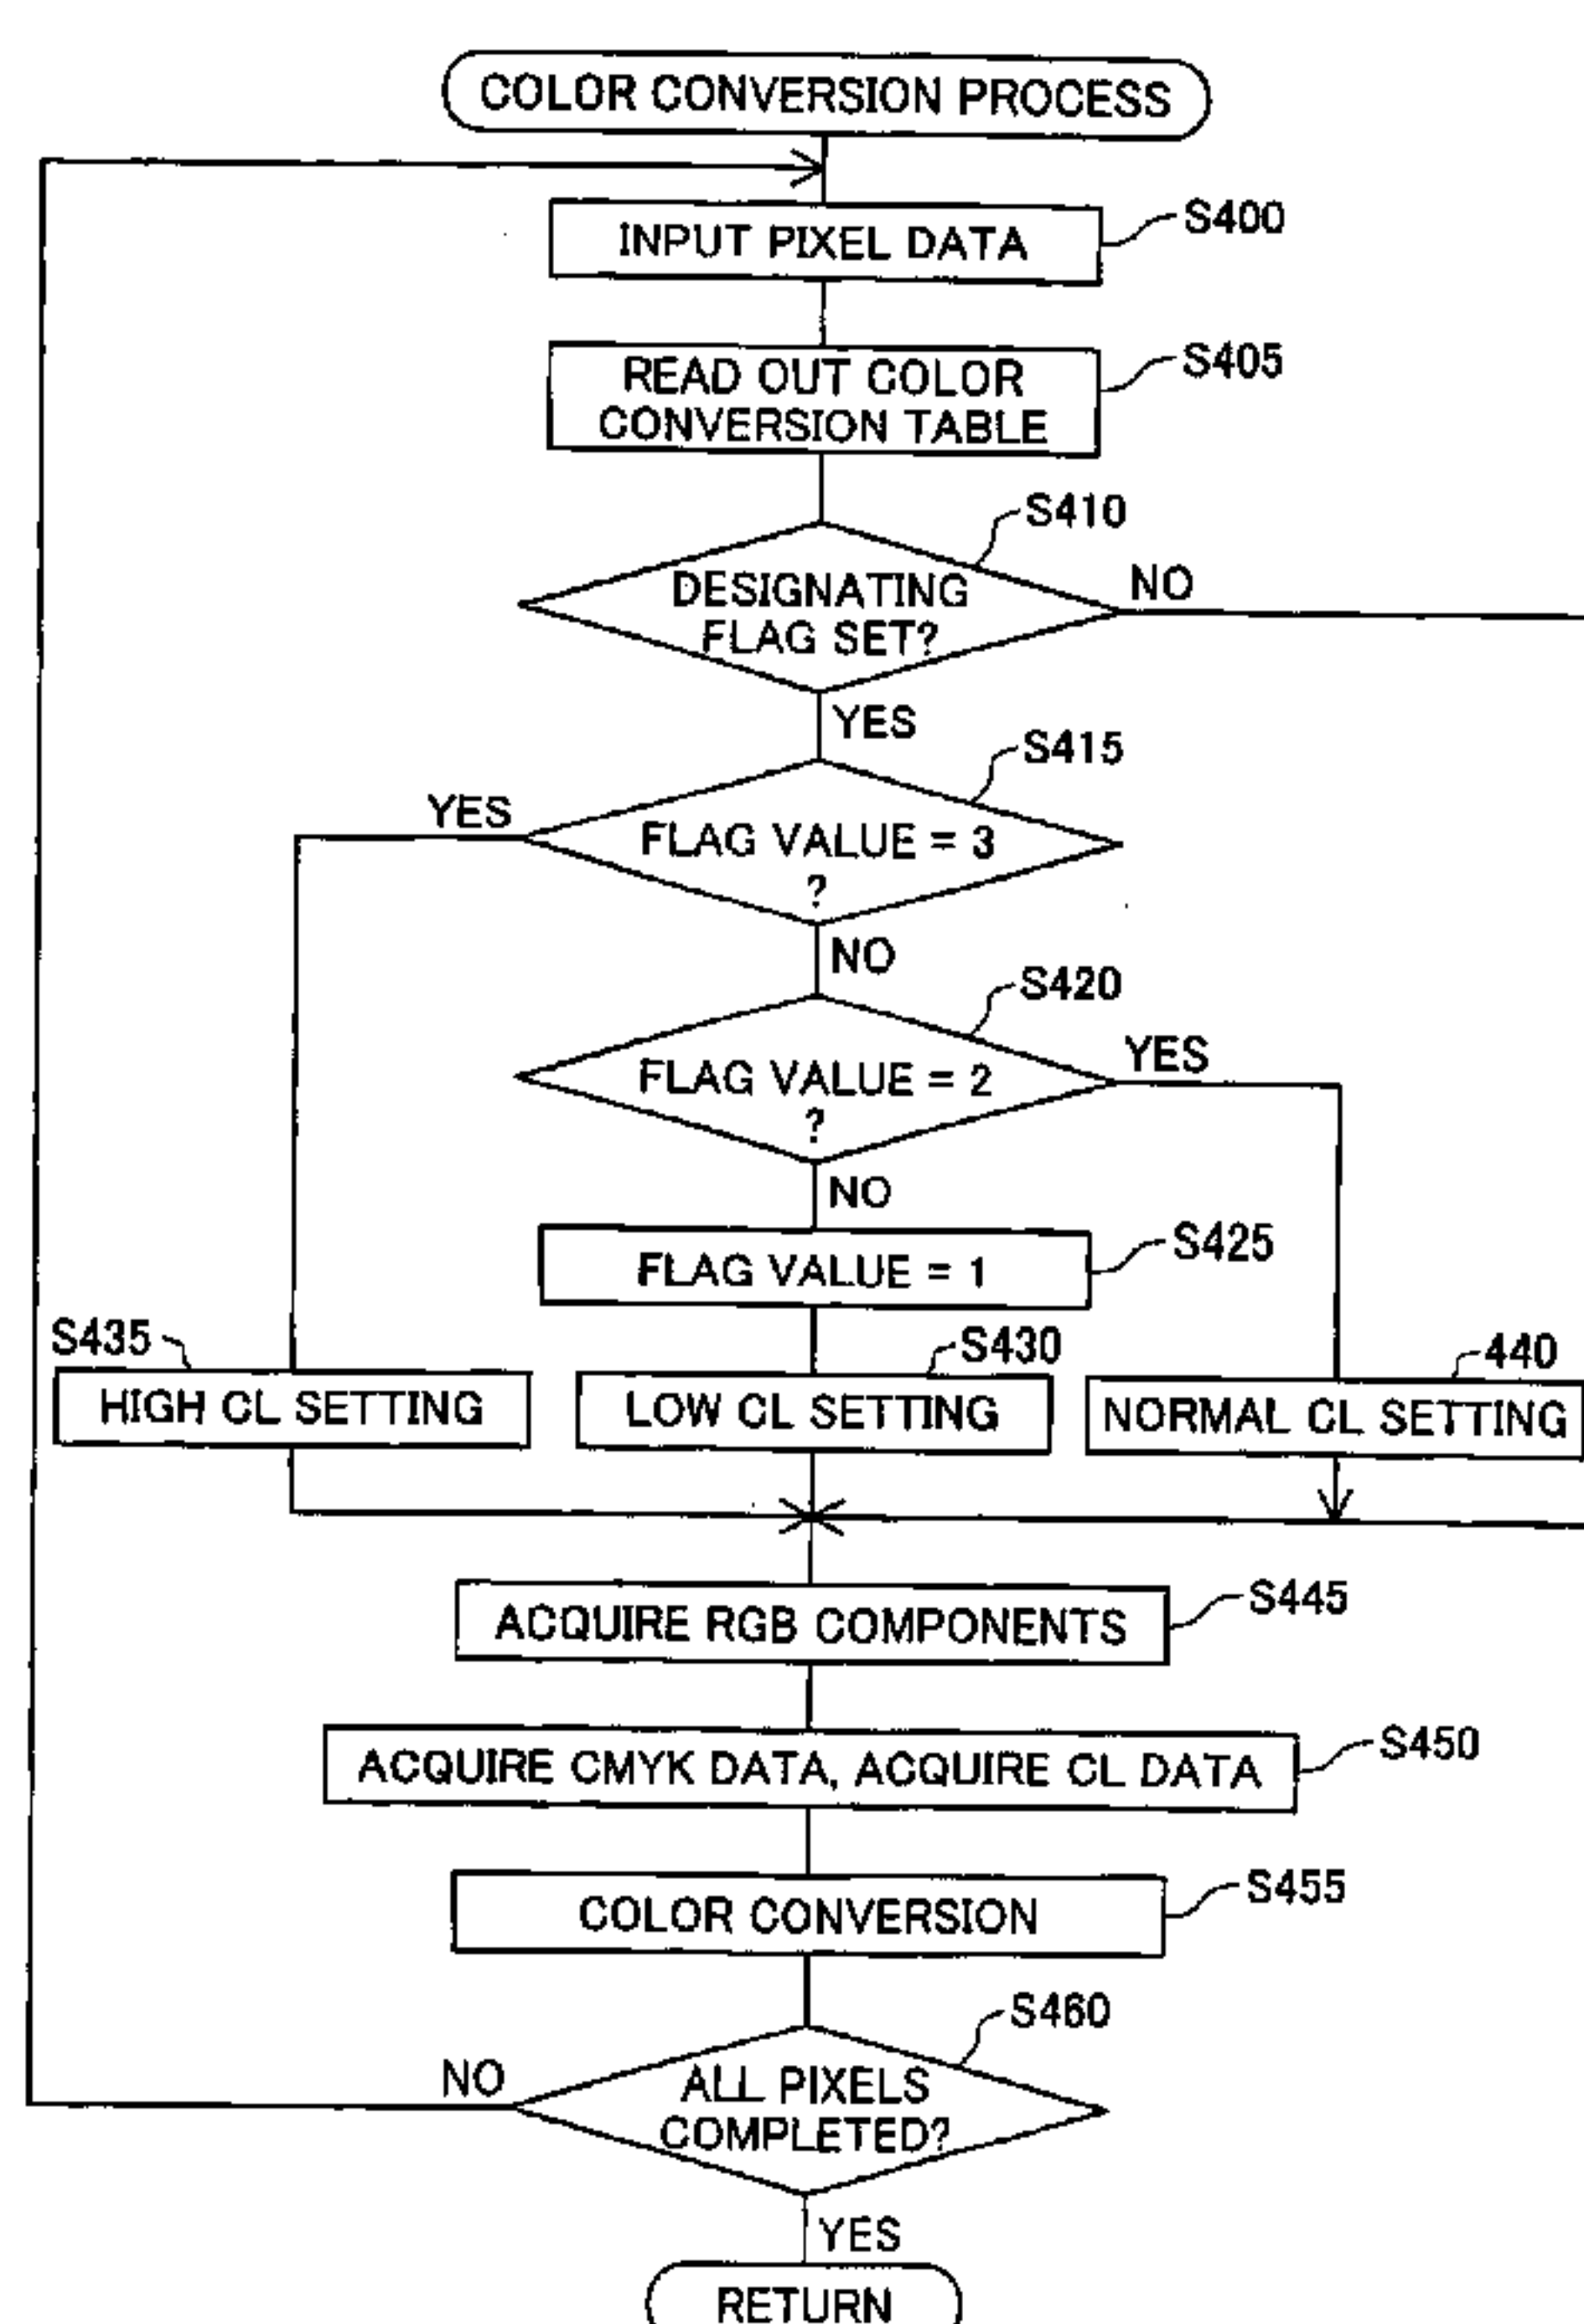 COLOR CONVERSION PROCESS
INPUT PIXEL DATA
S400
READ OUT COLOR
CONVERSION TABLE
S405
S410
DESIGNATING
FLAG SET?
NO
YES
S415
YES
FLAG VALUE = 3
?
NO
S420
FLAG VALUE = 2
?
YES
NO
FLAG VALUE = 1
S425
S435
HIGH CL SETTING
S430
LOW CL SETTING
440
NORMAL CL SETTING
ACQUIRE RGB COMPONENTS
S445
ACQUIRE CMYK DATA, ACQUIRE CL DATA
S450
COLOR CONVERSION
S455
S460
ALL PIXELS
COMPLETED?
NO
YES
RETURN